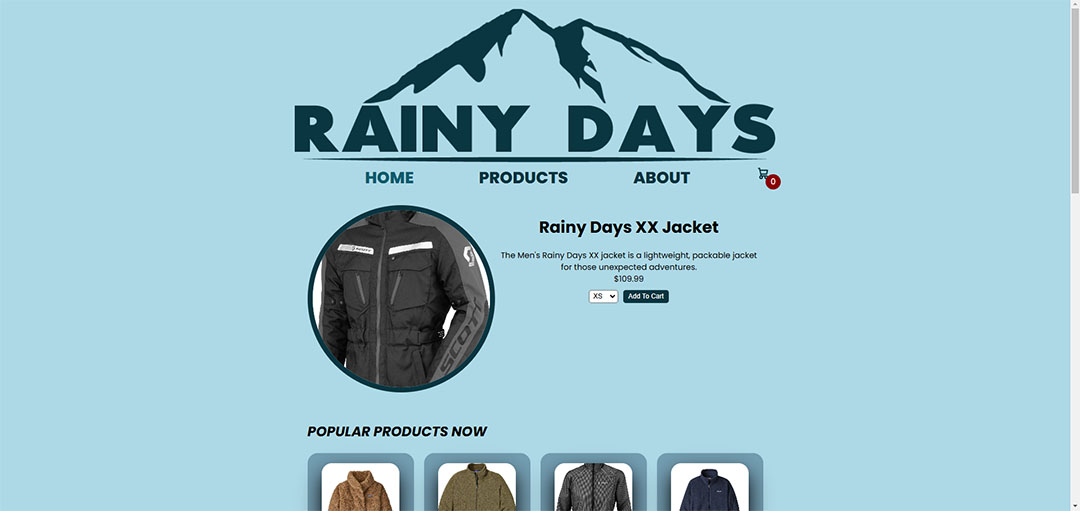 RAINY DAYS
HOME PRODUCTS ABOUT 0
Rainy Days XX Jacket
The Men's Rainy Days XX jacket is a lightweight, packable jacket
for those unexpected adventures.
$109.99
XS Add To Cart
SCOTT
POPULAR PRODUCTS NOW